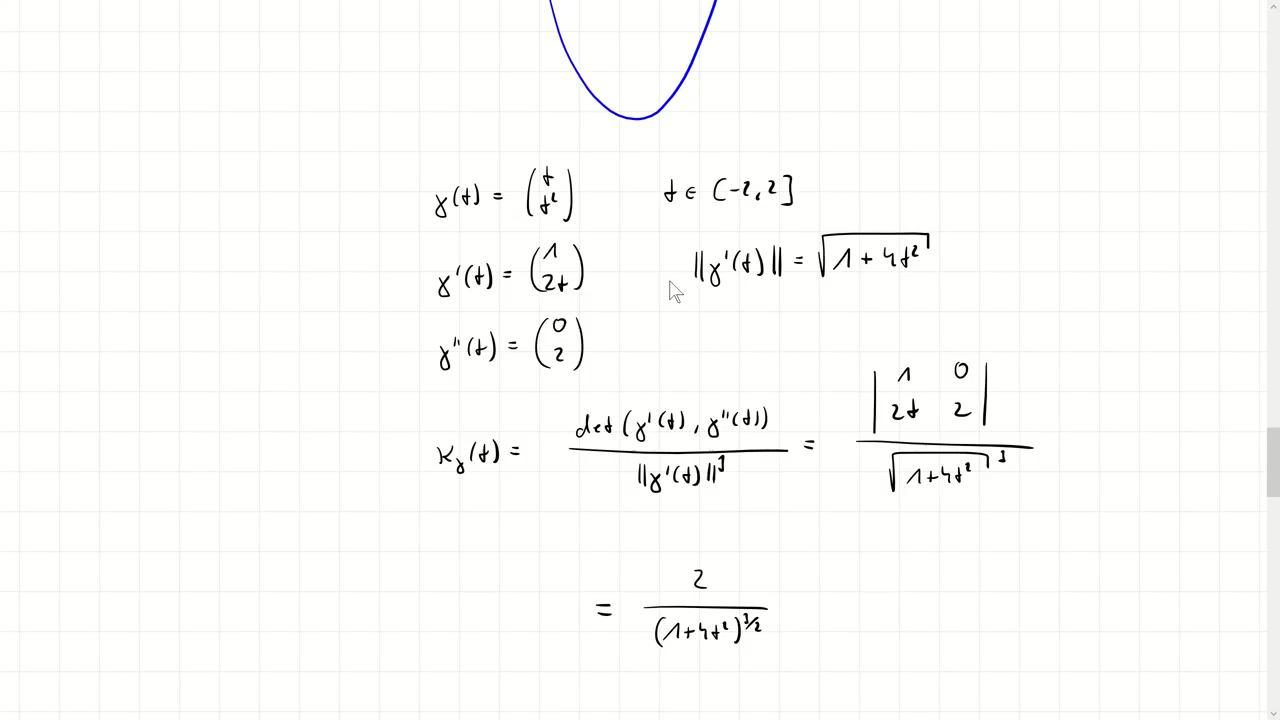 γ(t) = (t t²) t ∈ [-2, 2]
γ'(t) = (1 2t) ||γ'(t)|| = √(1 + 4t²)
γ''(t) = (0 2)
κ_γ(t) = det(γ'(t), γ''(t)) / ||γ'(t)||³ = |1 0 2t 2| / √(1+4t²)³
= 2 / (1+4t²)^(3/2)